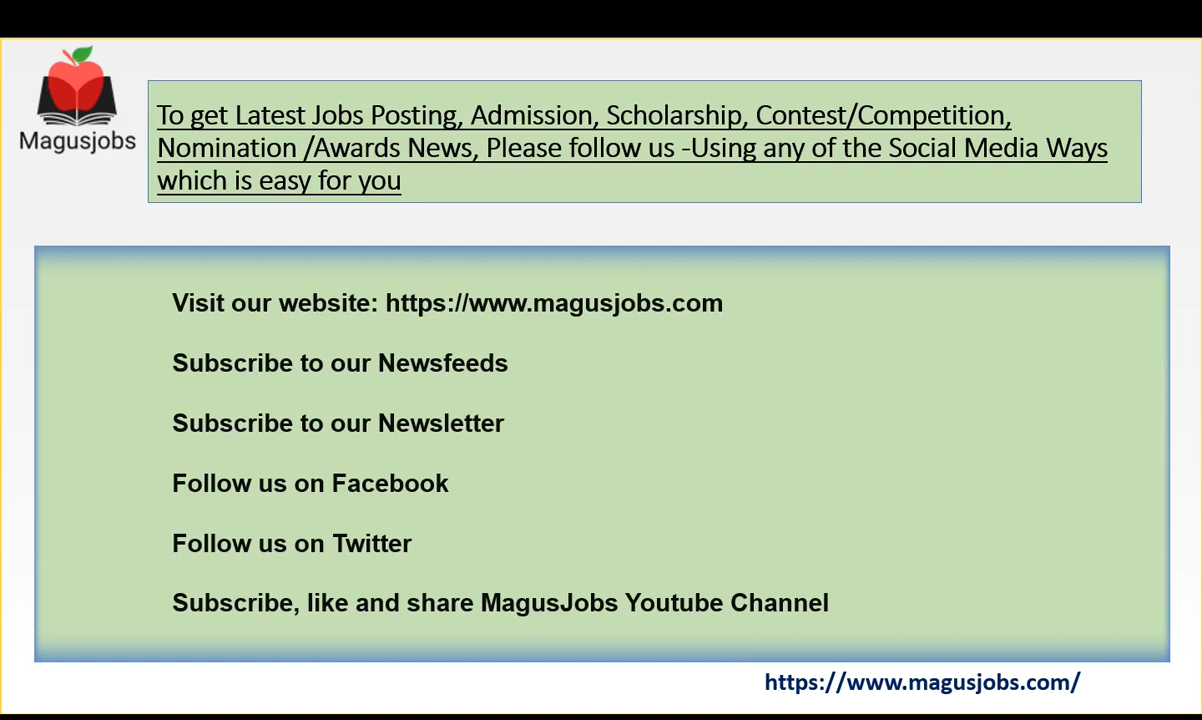 Magusjobs
To get Latest Jobs Posting, Admission, Scholarship, Contest/Competition,
Nomination /Awards News, Please follow us -Using any of the Social Media Ways
which is easy for you
Visit our website: https://www.magusjobs.com
Subscribe to our Newsfeeds
Subscribe to our Newsletter
Follow us on Facebook
Follow us on Twitter
Subscribe, like and share MagusJobs Youtube Channel
https://www.magusjobs.com/